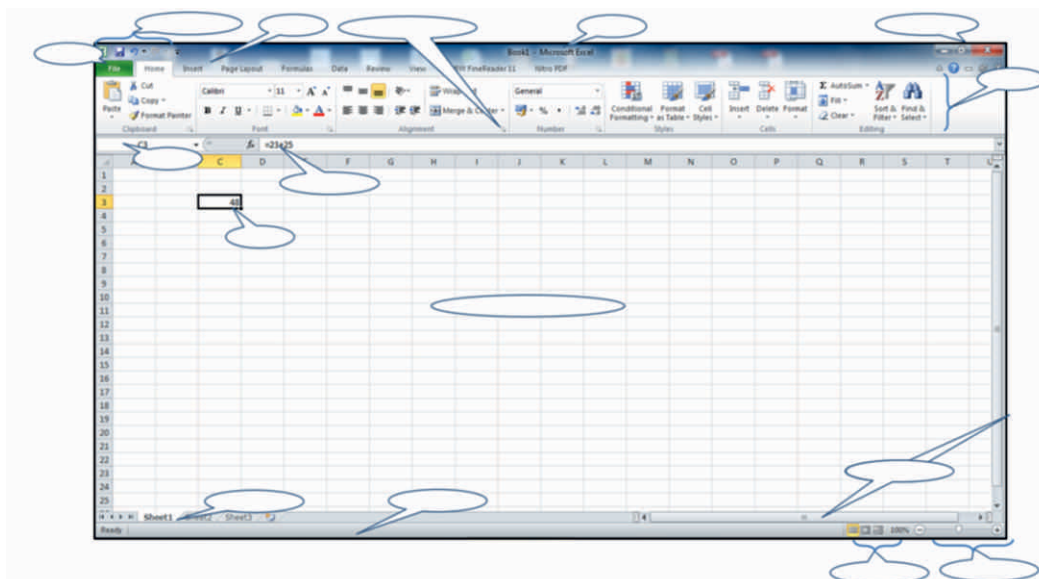 Book1 - Microsoft Excel
File Home Insert Page Layout Formulas Data Review View FineReader 11 Nitro PDF
Cut Calibri 11 A A General Σ AutoSum
Paste Copy Conditional Format Cell Insert Delete Format Fill Sort & Find &
Format Painter B I U A Merge & Center % Formatting as Table Styles Clear Filter Select
Clipboard Font Alignment Number Styles Cells Editing
C3 fx =23+25
C D F G H I J K L M N O P Q R S T
1
2
3 48
4
5
6
7
8
9
10
11
12
13
14
15
16
17
18
19
20
21
22
23
24
25
Sheet1 Sheet2 Sheet3
Ready 100%